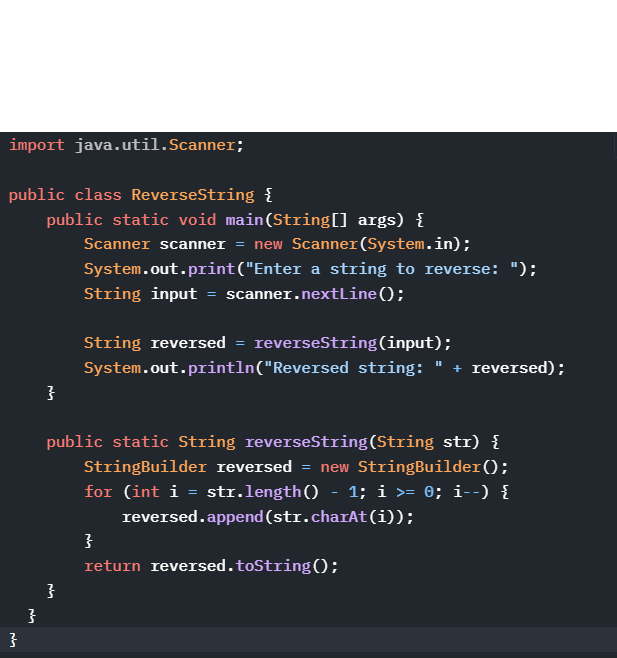 import java.util.Scanner;

public class ReverseString {
    public static void main(String[] args) {
        Scanner scanner = new Scanner(System.in);
        System.out.print("Enter a string to reverse: ");
        String input = scanner.nextLine();

        String reversed = reverseString(input);
        System.out.println("Reversed string: " + reversed);
    }

    public static String reverseString(String str) {
        StringBuilder reversed = new StringBuilder();
        for (int i = str.length() - 1; i >= 0; i--) {
            reversed.append(str.charAt(i));
        }
        return reversed.toString();
    }
  }
}